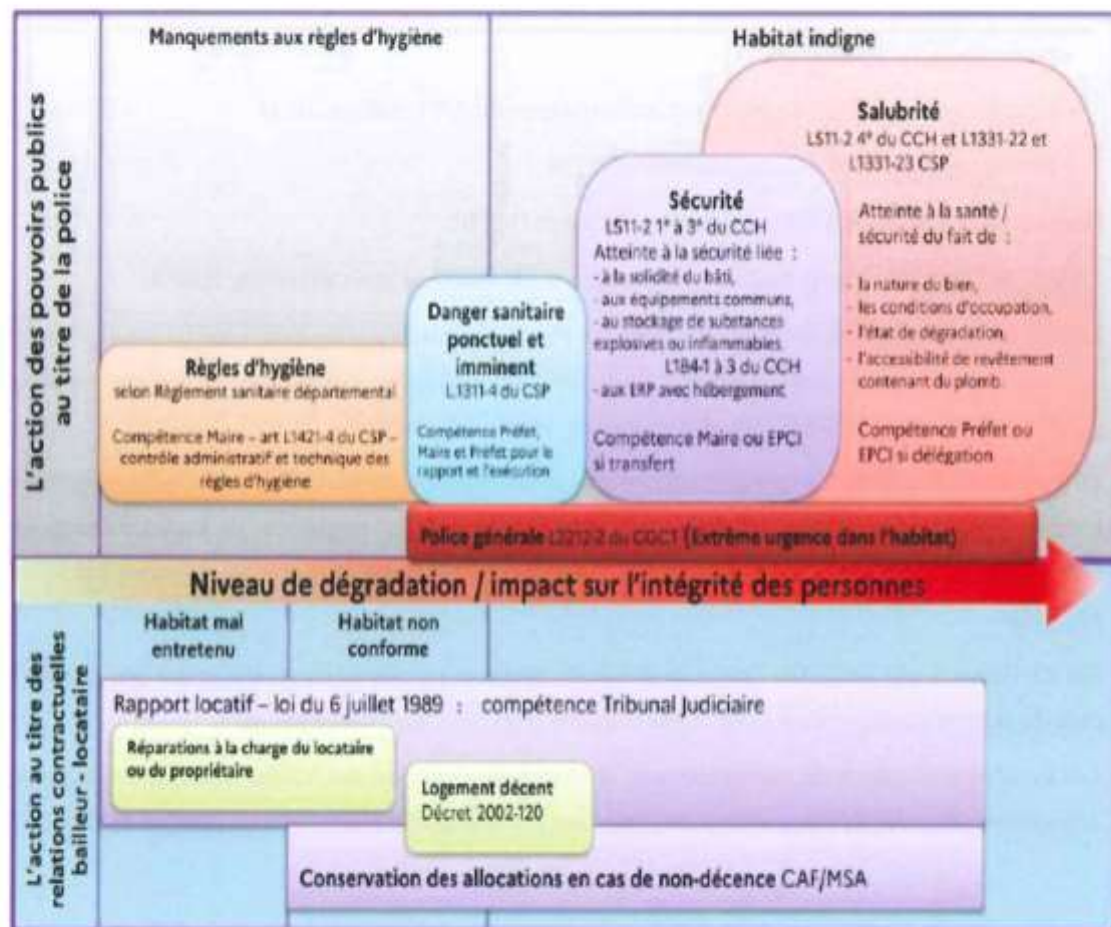 L'action des pouvoirs publics
au titre de la police
Manquements aux règles d'hygiène
Habitat indigne
Règles d'hygiène
selon Règlement sanitaire départemental
Compétence Maire – art L1421-4 du CSP –
contrôle administratif et technique des
règles d'hygiène
Danger sanitaire
ponctuel et
imminent
L1311-4 du CSP
Compétence Préfet,
Maire et Préfet pour le
rapport et l'exécution
Sécurité
L511-2 1° à 3° du CCH
Atteinte à la sécurité liée :
- à la solidité du bâti,
- aux équipements communs,
- au stockage de substances
explosives ou inflammables
L184-1 à 3 du CCH
- aux ERP avec hébergement
Compétence Maire ou EPCI
si transfert
Salubrité
L511-2 4° du CCH et L1331-22 et
L1331-23 CSP
Atteinte à la santé /
sécurité du fait de :
- la nature du bien,
- les conditions d'occupation,
- l'état de dégradation,
- l'accessibilité de revêtement
contenant du plomb.
Compétence Préfet ou
EPCI si délégation
Police générale L2212-2 du CGCT (Extrême urgence dans l'habitat)
Niveau de dégradation / impact sur l'intégrité des personnes
L'action au titre des
relations contractuelles
bailleur - locataire
Habitat mal
entretenu
Habitat non
conforme
Rapport locatif – loi du 6 juillet 1989 : compétence Tribunal Judiciaire
Réparations à la charge du locataire
ou du propriétaire
Logement décent
Décret 2002-120
Conservation des allocations en cas de non-décence CAF/MSA